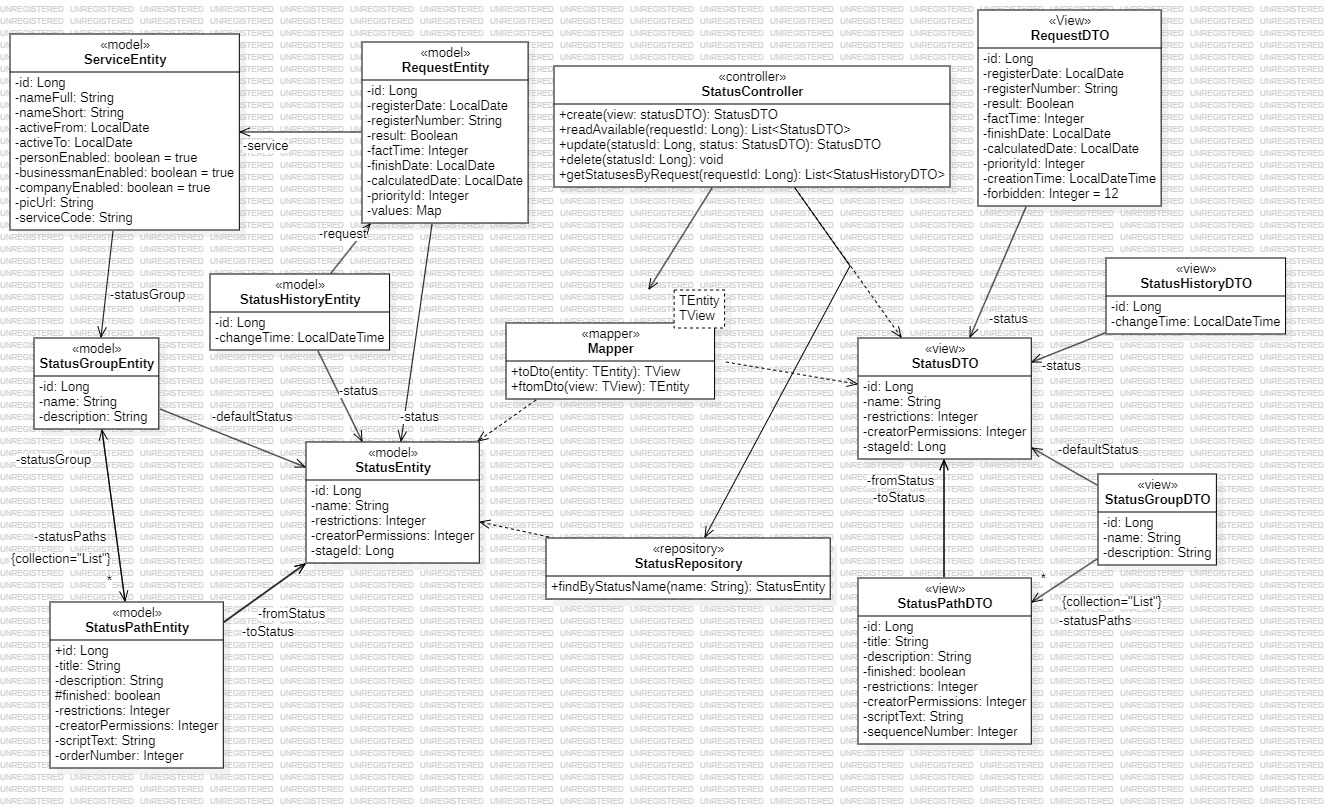 «model»
ServiceEntity
-id: Long
-nameFull: String
-nameShort: String
-activeFrom: LocalDate
-activeTo: LocalDate
-personEnabled: boolean = true
-businessmanEnabled: boolean = true
-companyEnabled: boolean = true
-picUrl: String
-serviceCode: String
«model»
RequestEntity
-id: Long
-registerDate: LocalDate
-registerNumber: String
-result: Boolean
-factTime: Integer
-finishDate: LocalDate
-calculatedDate: LocalDate
-priorityId: Integer
-values: Map
-service
«controller»
StatusController
+create(view: statusDTO): StatusDTO
+readAvailable(requestId: Long): List<StatusDTO>
+update(statusId: Long, status: StatusDTO): StatusDTO
+delete(statusId: Long): void
+getStatusesByRequest(requestId: Long): List<StatusHistoryDTO>
«View»
RequestDTO
-id: Long
-registerDate: LocalDate
-registerNumber: String
-result: Boolean
-factTime: Integer
-finishDate: LocalDate
-calculatedDate: LocalDate
-priorityId: Integer
-creationTime: LocalDateTime
-forbidden: Integer = 12
-request
-statusGroup
«model»
StatusHistoryEntity
-id: Long
-changeTime: LocalDateTime
«view»
StatusHistoryDTO
-id: Long
-changeTime: LocalDateTime
TEntity
TView
«mapper»
Mapper
+toDto(entity: TEntity): TView
+ftomDto(view: TView): TEntity
-status
-status
«model»
StatusGroupEntity
-id: Long
-name: String
-description: String
«view»
StatusDTO
-id: Long
-name: String
-restrictions: Integer
-creatorPermissions: Integer
-stageId: Long
-status
-status
-defaultStatus
«model»
StatusEntity
-id: Long
-name: String
-restrictions: Integer
-creatorPermissions: Integer
-stageId: Long
-defaultStatus
-statusGroup
-fromStatus
-toStatus
«view»
StatusGroupDTO
-id: Long
-name: String
-description: String
-statusPaths
{collection="List"}
*
«repository»
StatusRepository
+findByStatusName(name: String): StatusEntity
«model»
StatusPathEntity
+id: Long
-title: String
-description: String
#finished: boolean
-restrictions: Integer
-creatorPermissions: Integer
-scriptText: String
-orderNumber: Integer
-fromStatus
-toStatus
«view»
StatusPathDTO
-id: Long
-title: String
-description: String
-finished: boolean
-restrictions: Integer
-creatorPermissions: Integer
-scriptText: String
-sequenceNumber: Integer
*
{collection="List"}
-statusPaths
UNREGISTERED